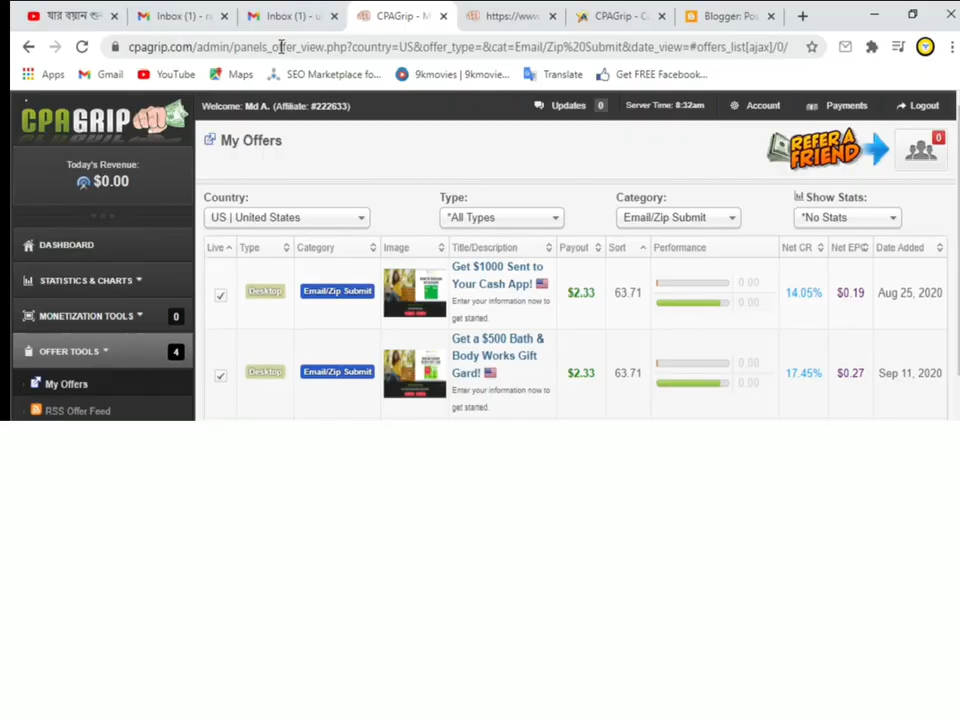 যার বয়ান শুন
Inbox (1) - ra
Inbox (1) - u
CPAGrip - M
https://www.
CPAGrip - C
Blogger: Pos
cpagrip.com/admin/panels_offer_view.php?country=US&offer_type=&cat=Email/Zip%20Submit&date_view=#offers_list[ajax]/0/
Apps
Gmail
YouTube
Maps
SEO Marketplace fo...
9kmovies | 9kmovie...
Translate
Get FREE Facebook...
CPAGRIP
Welcome: Md A. (Affiliate: #222633)
Updates 0
Server Time: 8:32am
Account
Payments
Logout
My Offers
REFER A FRIEND
0
Today's Revenue:
$0.00
DASHBOARD
STATISTICS & CHARTS
MONETIZATION TOOLS 0
OFFER TOOLS 4
My Offers
RSS Offer Feed
Country: Type: Category: Show Stats:
US | United States *All Types Email/Zip Submit *No Stats
Live Type Category Image Title/Description Payout Sort Performance Net CR Net EPC Date Added
Desktop Email/Zip Submit
Get $1000 Sent to
Your Cash App!
Enter your information now to
get started.
$2.33 63.71 0.00 0.00 14.05% $0.19 Aug 25, 2020
Desktop Email/Zip Submit
Get a $500 Bath &
Body Works Gift
Gard!
Enter your information now to
get started.
$2.33 63.71 0.00 0.00 17.45% $0.27 Sep 11, 2020